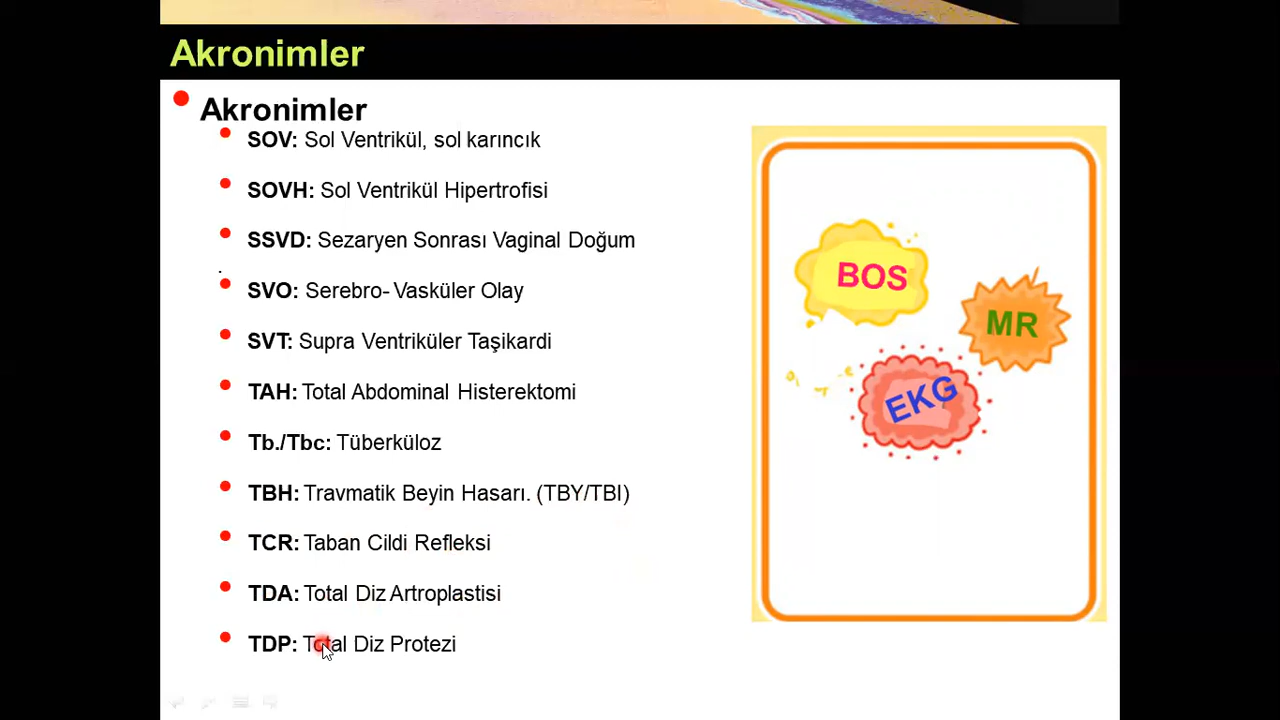 Akronimler
Akronimler
SOV: Sol Ventrikül, sol karıncık
SOVH: Sol Ventrikül Hipertrofisi
SSVD: Sezaryen Sonrası Vaginal Doğum
SVO: Serebro- Vasküler Olay
SVT: Supra Ventriküler Taşikardi
TAH: Total Abdominal Histerektomi
Tb./Tbc: Tüberküloz
TBH: Travmatik Beyin Hasarı. (TBY/TBI)
TCR: Taban Cildi Refleksi
TDA: Total Diz Artroplastisi
TDP: Total Diz Protezi
BOS
MR
EKG